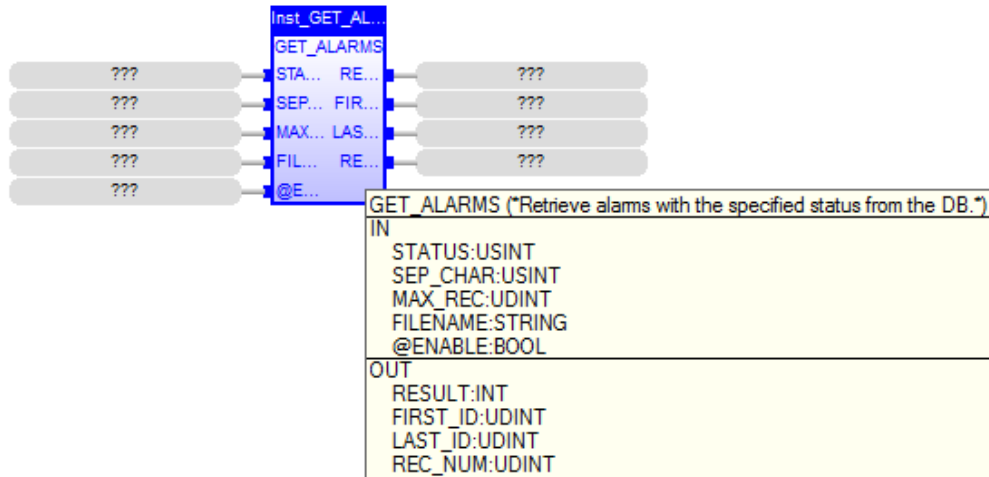 Inst_GET_AL...
GET_ALARMS
??? STA... RE... ???
??? SEP... FIR... ???
??? MAX... LAS... ???
??? FIL... RE... ???
??? @E...
GET_ALARMS (*Retrieve alarms with the specified status from the DB.*)
IN
STATUS:USINT
SEP_CHAR:USINT
MAX_REC:UDINT
FILENAME:STRING
@ENABLE:BOOL
OUT
RESULT:INT
FIRST_ID:UDINT
LAST_ID:UDINT
REC_NUM:UDINT